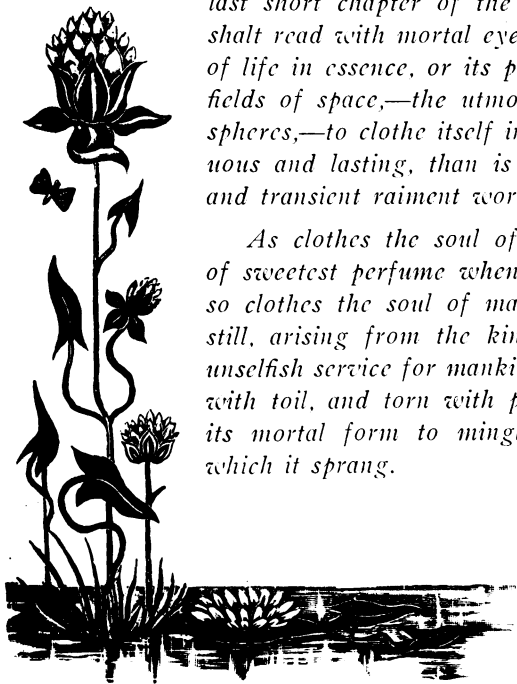 last short chapter of the
shalt read with mortal eye
of life in essence, or its p
fields of space,—the utmo
spheres,—to clothe itself in
uous and lasting, than is
and transient raiment wor
As clothes the soul of
of sweetest perfume when
so clothes the soul of ma
still, arising from the kin
unselfish service for manki
with toil, and torn with p
its mortal form to mingl
which it sprang.